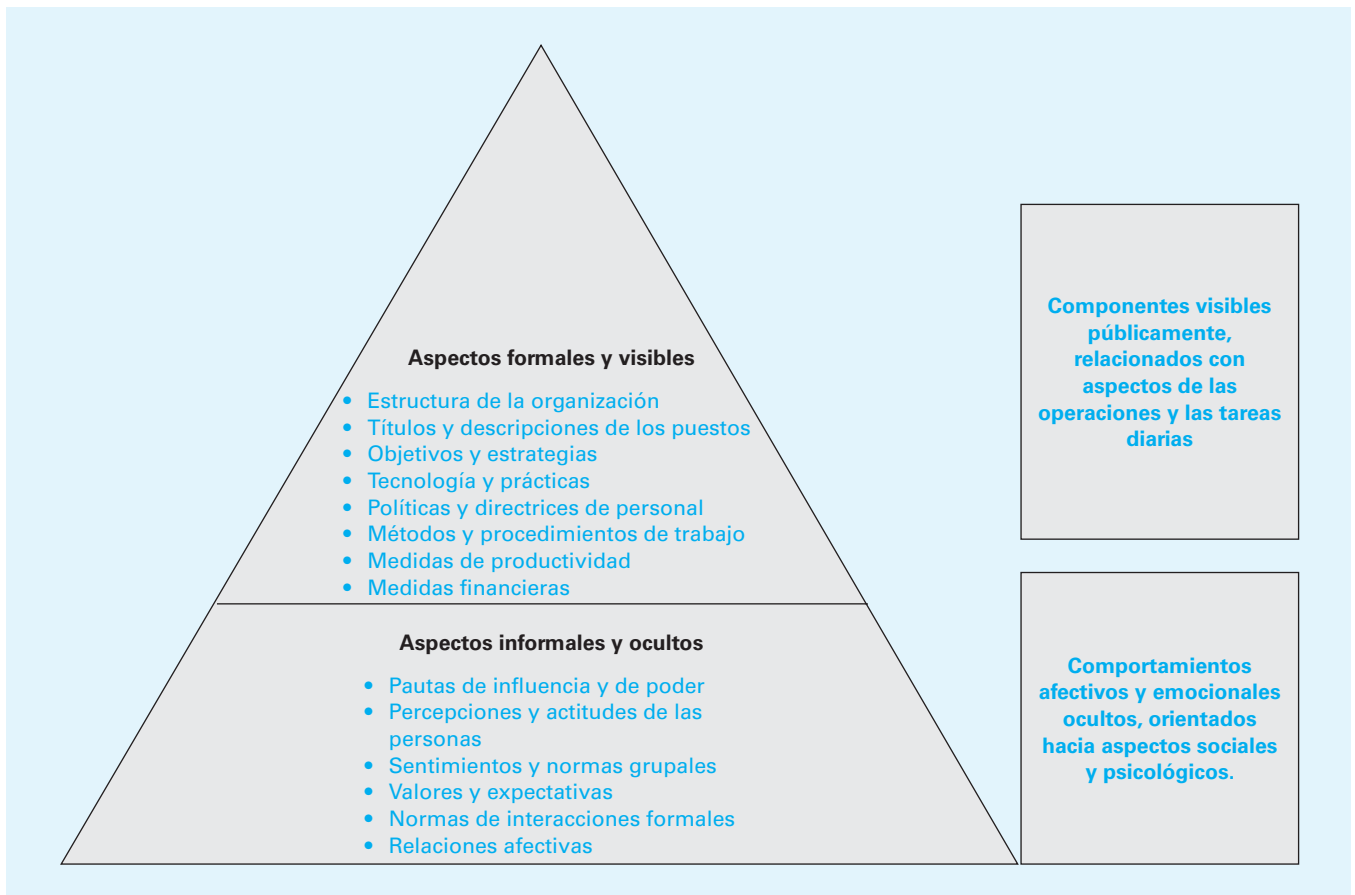 Aspectos formales y visibles
• Estructura de la organización
• Títulos y descripciones de los puestos
• Objetivos y estrategias
• Tecnología y prácticas
• Políticas y directrices de personal
• Métodos y procedimientos de trabajo
• Medidas de productividad
• Medidas financieras
Aspectos informales y ocultos
• Pautas de influencia y de poder
• Percepciones y actitudes de las
personas
• Sentimientos y normas grupales
• Valores y expectativas
• Normas de interacciones formales
• Relaciones afectivas
Componentes visibles
públicamente,
relacionados con
aspectos de las
operaciones y las tareas
diarias
Comportamientos
afectivos y emocionales
ocultos, orientados
hacia aspectos sociales
y psicológicos.